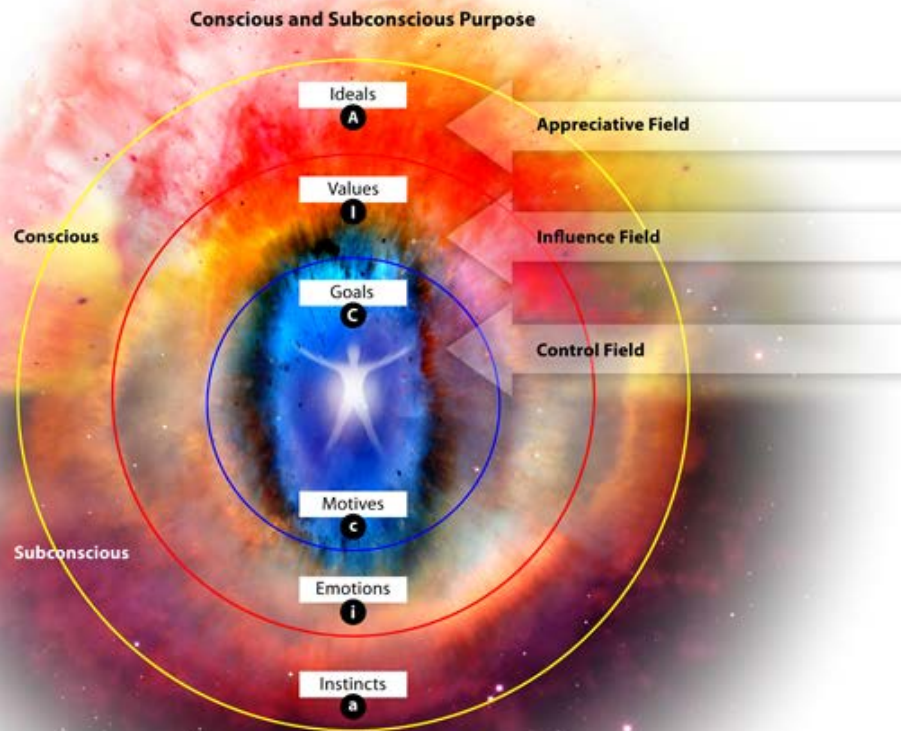 Conscious and Subconscious Purpose
Ideals
A
Appreciative Field
Values
I
Conscious
Influence Field
Goals
C
Control Field
Motives
c
Subconscious
Emotions
i
Instincts
a